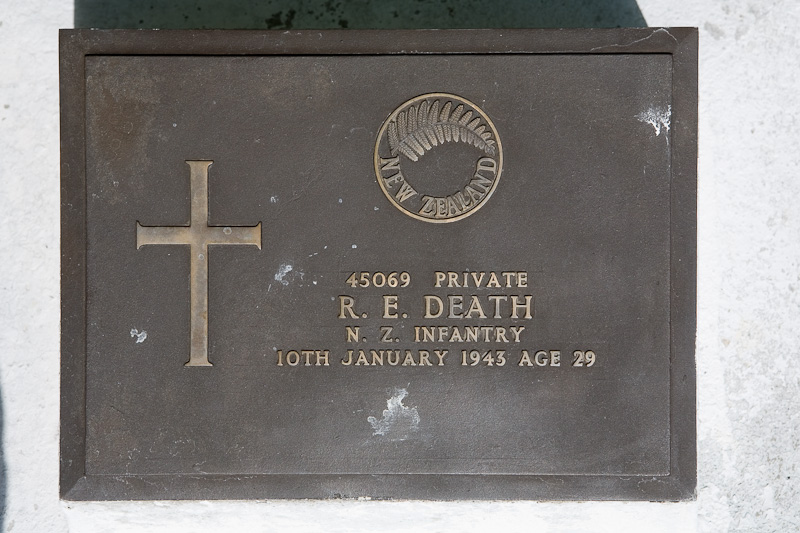 NEW ZEALAND
45069 PRIVATE
R. E. DEATH
N. Z. INFANTRY
10TH JANUARY 1943 AGE 29